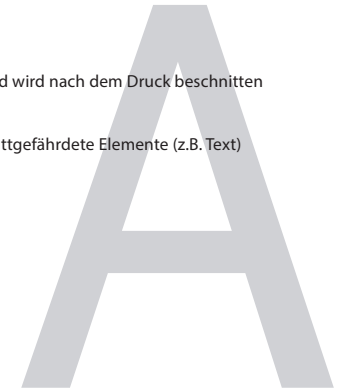 d wird nach dem Druck beschnitten
ttgefährdete Elemente (z.B. Text)
A